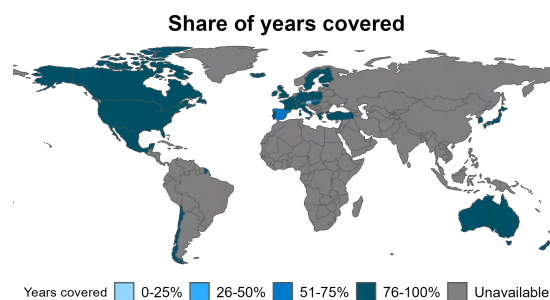 Share of years covered
Years covered 0-25% 26-50% 51-75% 76-100% Unavailable